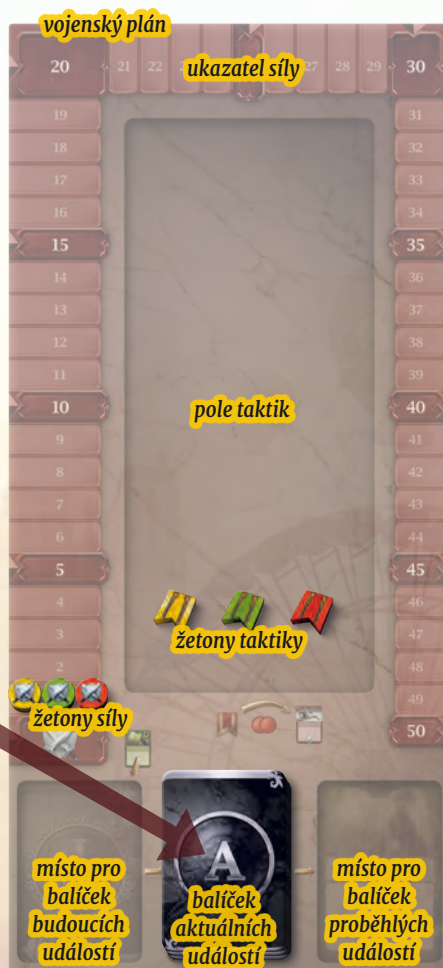 vojenský plán
20 21 22 27 28 29 30
ukazatel síly
19 31
18 32
17 33
16 34
15 35
14 36
13 37
12 38
11 39
10 pole taktik 40
9 41
8 42
7 43
6 44
5 45
4 46
3 47
žetony taktiky
2 48
49
žetony síly
50
A
místo pro
balíček
budoucích
událostí
balíček
aktuálních
událostí
místo pro
balíček
proběhlých
událostí